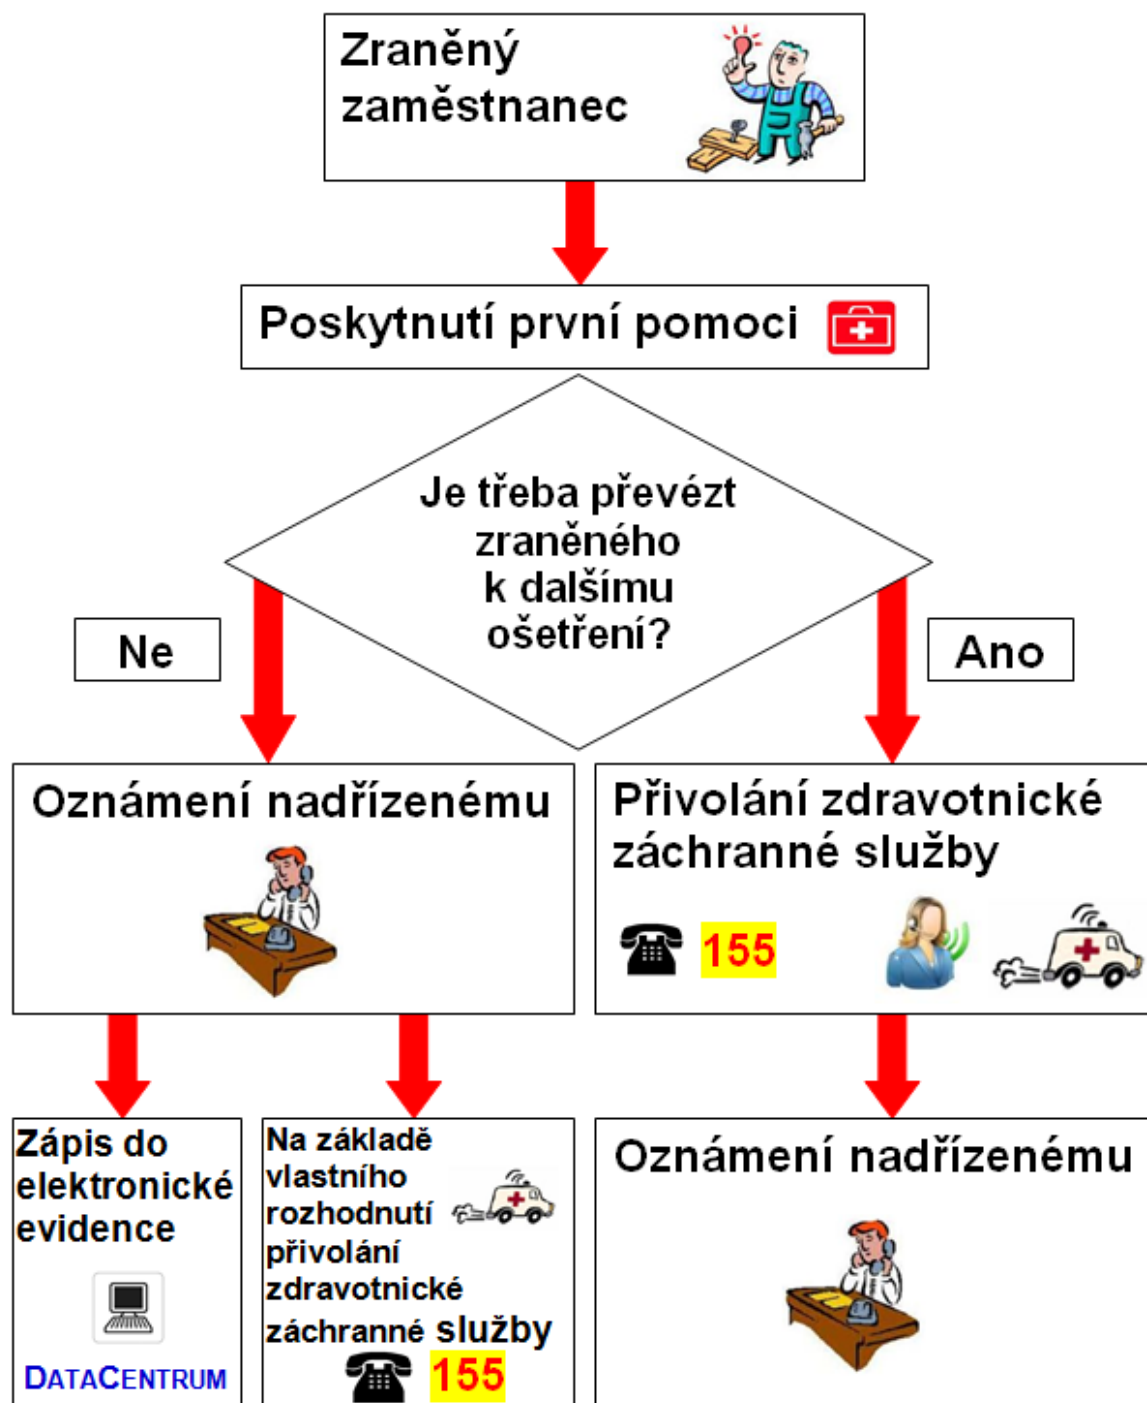 Zraněný
zaměstnanec
Poskytnutí první pomoci
Je třeba převézt
zraněného
k dalšímu
ošetření?
Ne
Ano
Oznámení nadřízenému
Přivolání zdravotnické
záchranné služby
155
Zápis do
elektronické
evidence
DATACENTRUM
Na základě
vlastního
rozhodnutí
přivolání
zdravotnické
záchranné služby
155
Oznámení nadřízenému